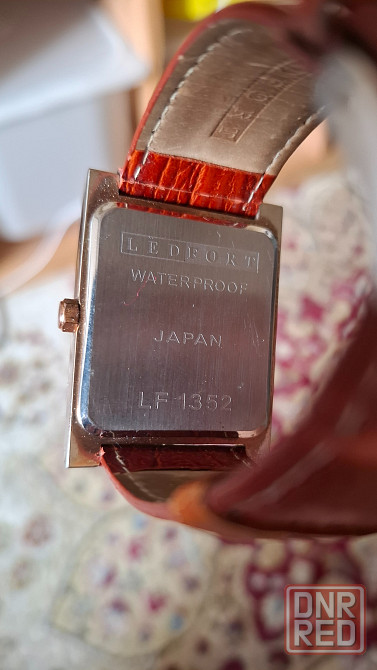 LEDFORT
WATERPROOF
JAPAN
LF-1352
DNR
RED